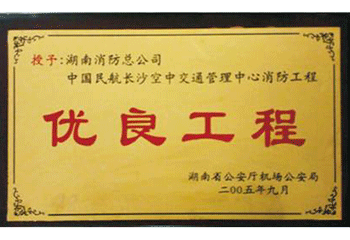 授予:湖南消防总公司
中国民航长沙空中交通管理中心消防工程
优良工程
湖南省公安厅机场公安局
二00五年九月